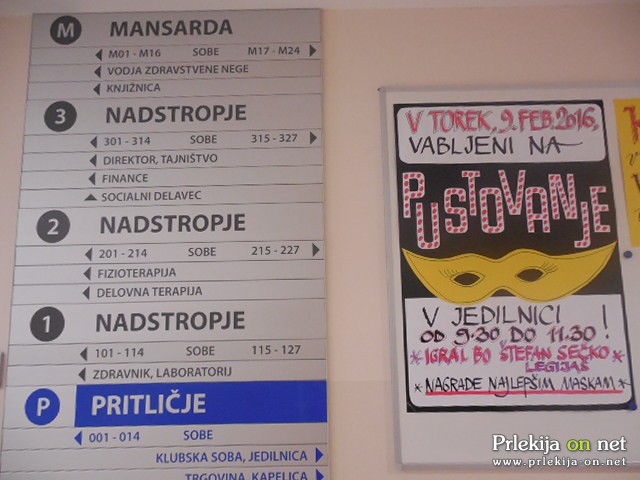 M MANSARDA
M01 - M16 SOBE M17 - M24
VODJA ZDRAVSTVENE NEGE
KNJIŽNICA
3 NADSTROPJE
301 - 314 SOBE 315 - 327
DIREKTOR, TAJNIŠTVO
FINANCE
SOCIALNI DELAVEC
2 NADSTROPJE
201 - 214 SOBE 215 - 227
FIZIOTERAPIJA
DELOVNA TERAPIJA
1 NADSTROPJE
101 - 114 SOBE 115 - 127
ZDRAVNIK, LABORATORIJ
P PRITLIČJE
001 - 014 SOBE
KLUBSKA SOBA, JEDILNICA
TRGOVINA, KAPELICA
V TOREK, 9. FEB. 2016,
VABLJENI NA
PUSTOVANJE
V JEDILNICI !
OD 9.30 DO 11.30!
* IGRAL BO ŠTEFAN SEČKO
LEGIJAŠ *
* NAGRADE NAJLEPŠIM MASKAM *
Prlekija on net
www.prlekija.net